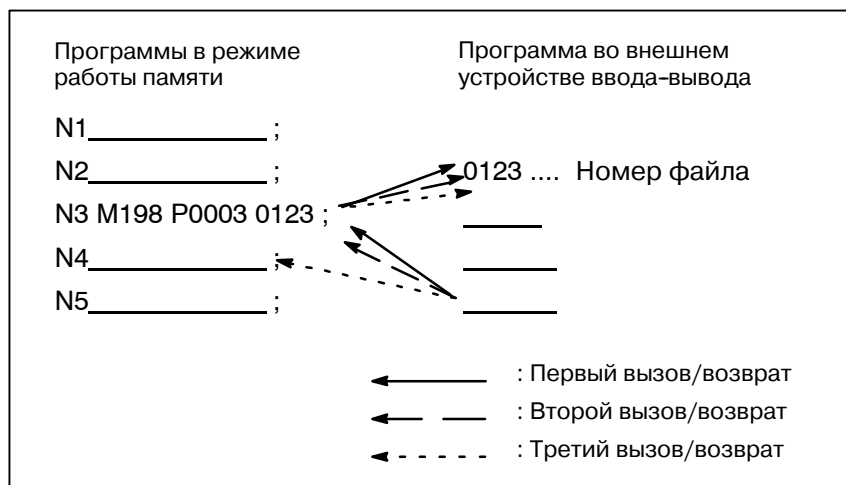 Программы в режиме
работы памяти
Программа во внешнем
устройстве ввода-вывода
N1 ;
N2 ;
0123 .... Номер файла
N3 M198 P0003 0123 ;
N4 ;
N5 ;
: Первый вызов/возврат
: Второй вызов/возврат
: Третий вызов/возврат